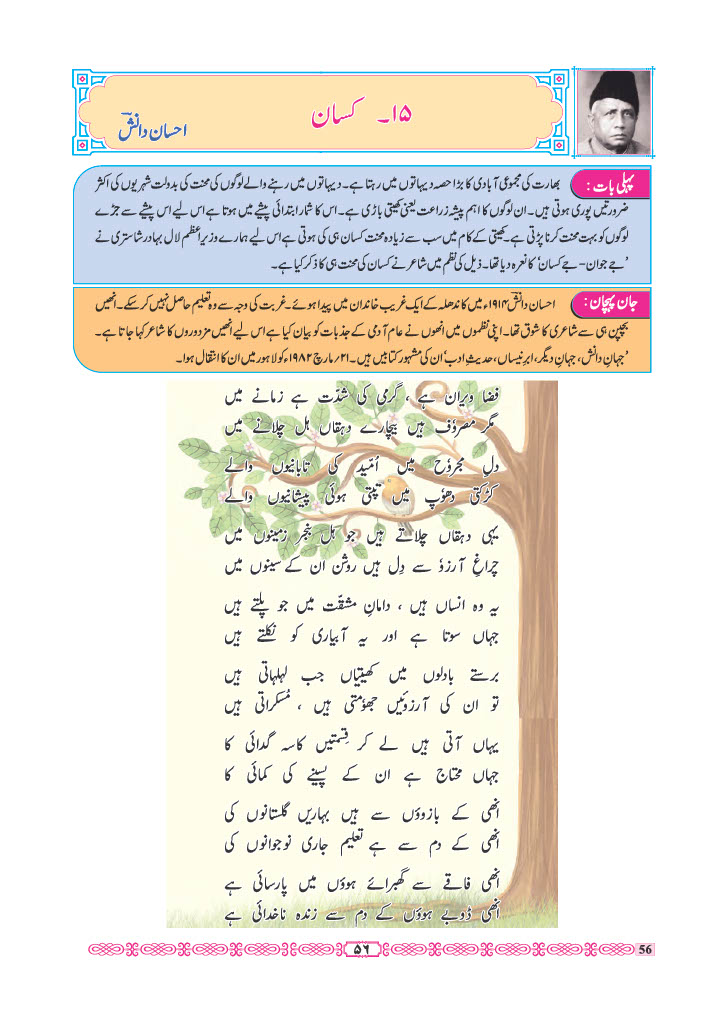 ۱۵۔ کسان
احسان دانشؔ
پہلی بات :
بھارت کی مجموعی آبادی کا بڑا حصہ دیہاتوں میں رہتا ہے۔ دیہاتوں میں رہنے والے لوگوں کی محنت کی بدولت شہریوں کی اکثر
ضرورتیں پوری ہوتی ہیں۔ ان لوگوں کا اہم پیشہ زراعت یعنی کھیتی باڑی ہے۔ اس کا شمار ابتدائی پیشے میں ہوتا ہے اس لیے اس پیشے سے جڑے
لوگوں کو بہت محنت کرنا پڑتی ہے۔ کھیتی کے کام میں سب سے زیادہ محنت کسان ہی کی ہوتی ہے اس لیے ہمارے وزیرِ اعظم لال بہادر شاستری نے
’جے جوان - جے کسان‘ کا نعرہ دیا تھا۔ ذیل کی نظم میں شاعر نے کسان کی محنت ہی کا ذکر کیا ہے۔
جان پہچان :
احسان دانشؔ ۱۹۱۴ء میں کاندھلہ کے ایک غریب خاندان میں پیدا ہوئے۔ غربت کی وجہ سے وہ تعلیم حاصل نہیں کر سکے۔ انھیں
بچپن ہی سے شاعری کا شوق تھا۔ اپنی نظموں میں انھوں نے عام آدمی کے جذبات کو بیان کیا ہے اس لیے انھیں مزدوروں کا شاعر کہا جاتا ہے۔
’جہانِ دانش، جہانِ دیگر، ابرِ نیساں، حدیثِ ادب‘ ان کی مشہور کتابیں ہیں۔ ۲۱؍ مارچ ۱۹۸۲ء کو لاہور میں ان کا انتقال ہوا۔
فضا ویران ہے ، گرمی کی شدّت ہے زمانے میں
مگر مصروٗف ہیں بیچارے دہقاں ہل چلانے میں
دلِ مجروٗح میں اُمّید کی تابانیوں والے
کڑکتی دھوٗپ میں تپتی ہوئی پیشانیوں والے
یہی دہقاں چلاتے ہیں جو ہل بنجر زمینوں میں
چراغِ آرزوٗ سے دِل ہیں روشن ان کے سینوں میں
یہ وہ انساں ہیں ، دامانِ مشقّت میں جو پلتے ہیں
جہاں سوتا ہے اور یہ آبیاری کو نکلتے ہیں
برستے بادلوں میں کھیتیاں جب لہلہاتی ہیں
تو ان کی آرزوئیں جھوٗمتی ہیں ، مُسکراتی ہیں
یہاں آتی ہیں لے کر قِسمتیں کاسہ گدائی کا
جہاں محتاج ہے ان کے پسینے کی کمائی کا
انھی کے بازوؤں سے ہیں بہاریں گلستانوں کی
انھی کے دم سے ہے تعلیم جاری نوجوانوں کی
انھی فاقے سے گھبرائے ہوؤں میں پارسائی ہے
انھی ڈوبے ہوؤں کے دم سے زندہ ناخدائی ہے
۵۶
56